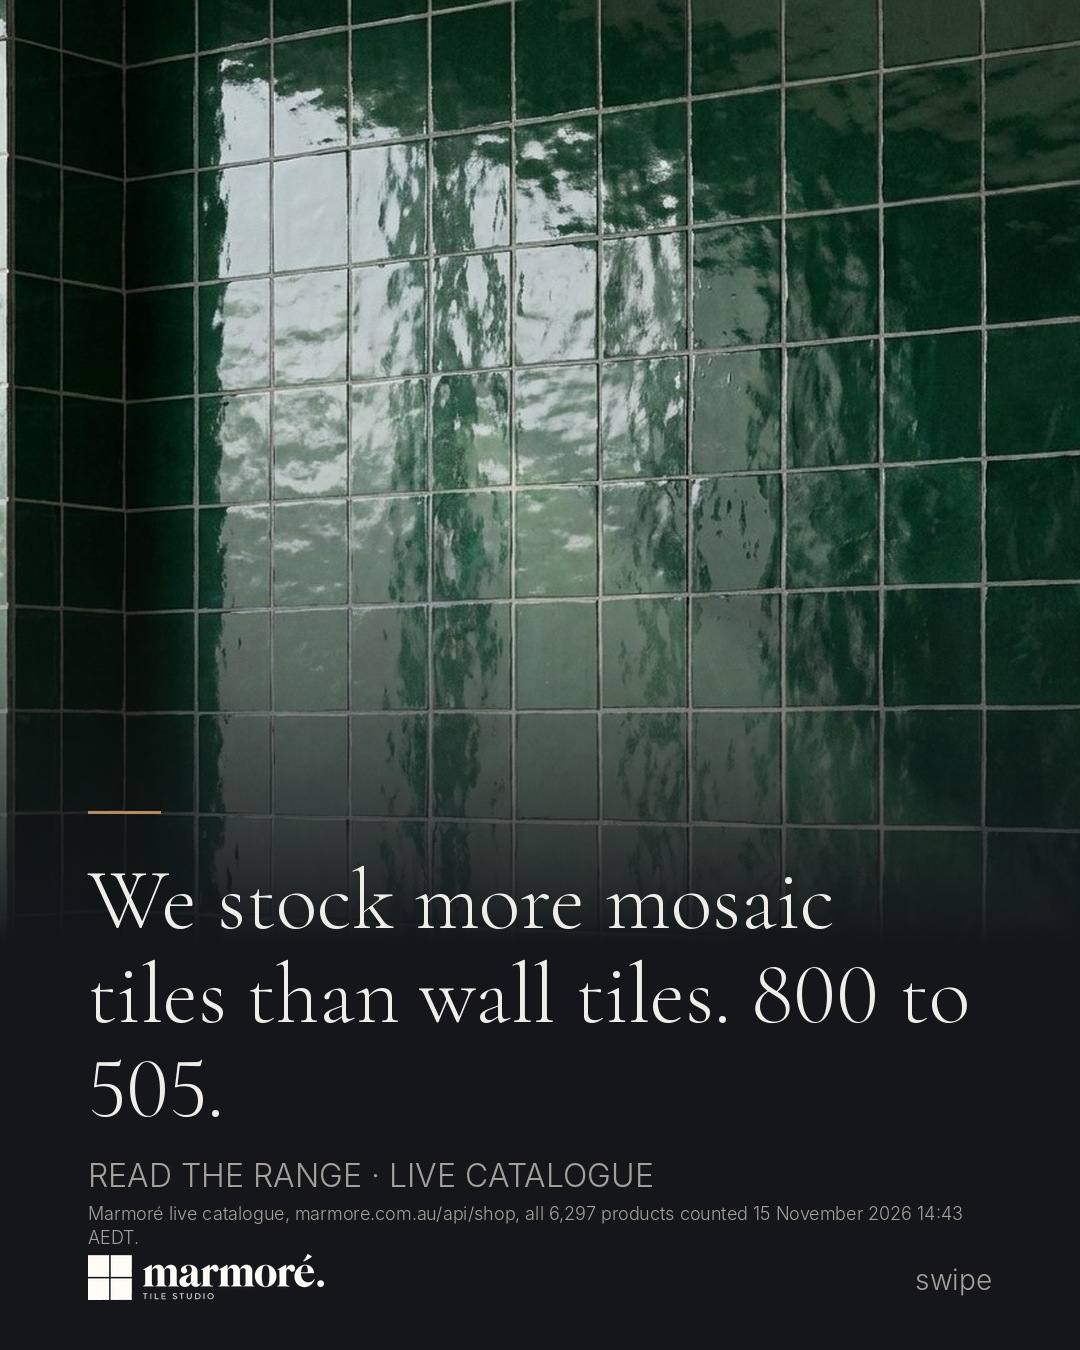 We stock more mosaic
tiles than wall tiles. 800 to
505.
READ THE RANGE · LIVE CATALOGUE
Marmoré live catalogue, marmore.com.au/api/shop, all 6,297 products counted 15 November 2026 14:43
AEDT.
marmoré.
TILE STUDIO
swipe